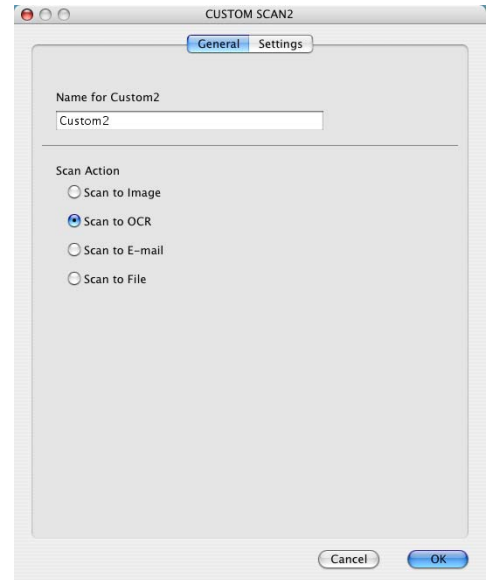 CUSTOM SCAN2
General Settings
Name for Custom2
Custom2
Scan Action
Scan to Image
Scan to OCR
Scan to E-mail
Scan to File
Cancel OK